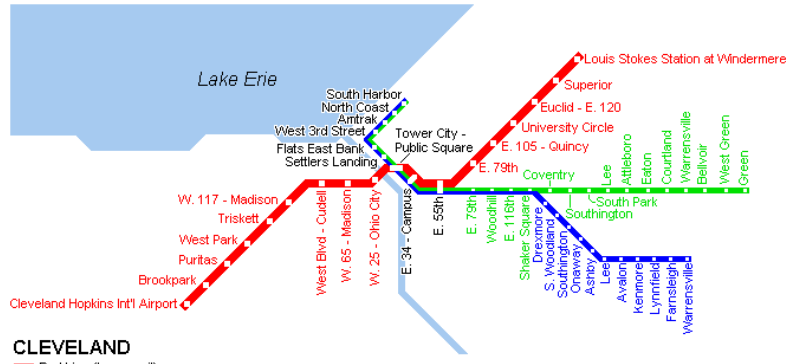 Lake Erie
South Harbor
North Coast
Amtrak
West 3rd Street
Flats East Bank
Settlers Landing
Tower City -
Public Square
Louis Stokes Station at Windermere
Superior
Euclid - E. 120
University Circle
E. 105 - Quincy
E. 79th
W. 117 - Madison
Triskett
West Park
Puritas
Brookpark
Cleveland Hopkins Int'l Airport
West Blvd - Cudell
W. 65 - Madison
W. 25 - Ohio City
E. 34 - Campus
E. 55th
E. 79th
Woodhill
E. 116th
Shaker Square
Coventry
Southington
South Park
Lee
Attleboro
Eaton
Courtland
Warrensville
Belvoir
West Green
Green
Drexmore
S. Woodland
Southington
Onaway
Ashby
Lee
Avalon
Kenmore
Lynnfield
Farnsleigh
Warrensville
CLEVELAND